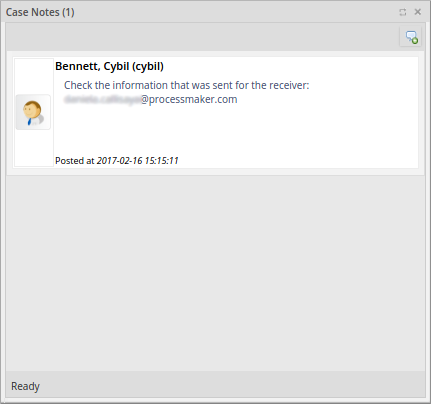 Case Notes (1)
Bennett, Cybil (cybil)
Check the information that was sent for the receiver:
@processmaker.com
Posted at 2017-02-16 15:15:11
Ready